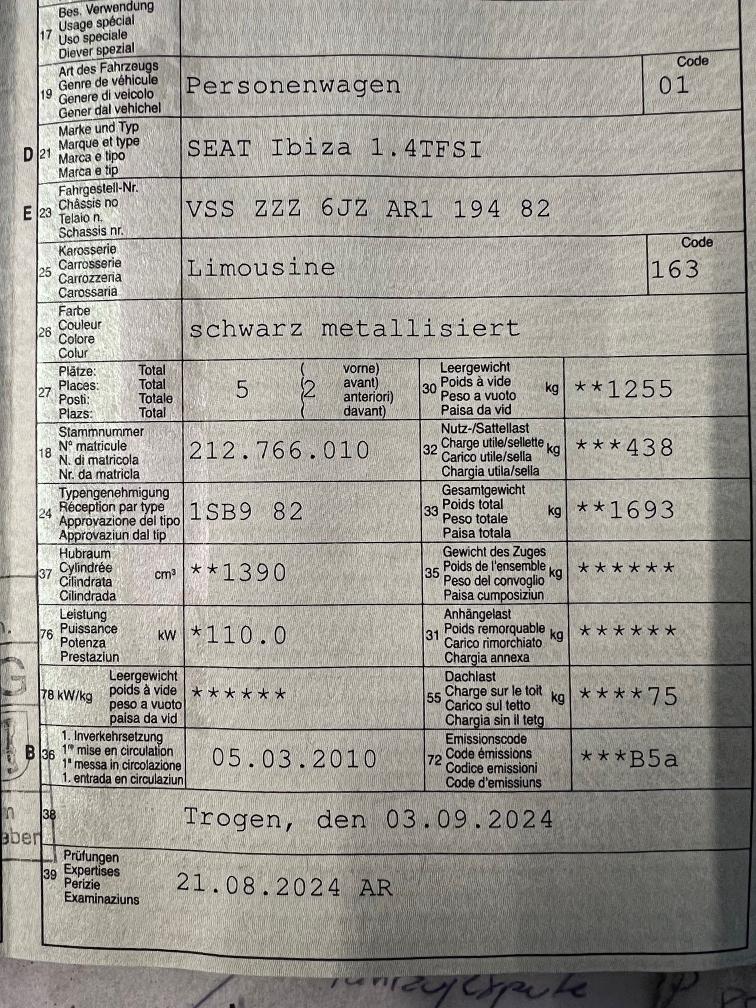 Bes. Verwendung
17 Usage spécial
Uso speciale
Diever spezial
Art des Fahrzeugs
19 Genre de véhicule
Genere di veicolo
Gener dal vehichel
Personenwagen
Code
01
D 21 Marke und Typ
Marque et type
Marca e tipo
Marca e tip
SEAT Ibiza 1.4TFSI
E 23 Fahrgestell-Nr.
Châssis no
Telaio n.
Schassis nr.
VSS ZZZ 6JZ AR1 194 82
25 Karosserie
Carrosserie
Carrozzeria
Carossaria
Limousine
Code
163
26 Farbe
Couleur
Colore
Colur
schwarz metallisiert
27 Plätze: Total
Places: Total
Posti: Totale
Plazs: Total
5 (2 vorne)
avant)
anteriori)
davant)
30 Leergewicht
Poids à vide
Peso a vuoto
Paisa da vid
kg **1255
18 Stammnummer
N° matricule
N. di matricola
Nr. da matricla
212.766.010
32 Nutz-/Sattellast
Charge utile/sellette
Carico utile/sella
Chargia utila/sella
kg ***438
24 Typengenehmigung
Réception par type
Approvazione del tipo
Approvaziun dal tip
1SB9 82
33 Gesamtgewicht
Poids total
Peso totale
Paisa totala
kg **1693
37 Hubraum
Cylindrée
Cilindrata
Cilindrada
cm³ **1390
35 Gewicht des Zuges
Poids de l'ensemble
Peso del convoglio
Paisa cumposiziun
kg ******
76 Leistung
Puissance
Potenza
Prestaziun
kW *110.0
31 Anhängelast
Poids remorquable
Carico rimorchiato
Chargia annexa
kg ******
78 kW/kg Leergewicht
poids à vide
peso a vuoto
paisa da vid
******
55 Dachlast
Charge sur le toit
Carico sul tetto
Chargia sin il tetg
kg ****75
B 36 1. Inverkehrsetzung
1re mise en circulation
1a messa in circolazione
1. entrada en circulaziun
05.03.2010
72 Emissionscode
Code émissions
Codice emissioni
Code d'emissiuns
***B5a
38 Trogen, den 03.09.2024
39 Prüfungen
Expertises
Perizie
Examinaziuns
21.08.2024 AR